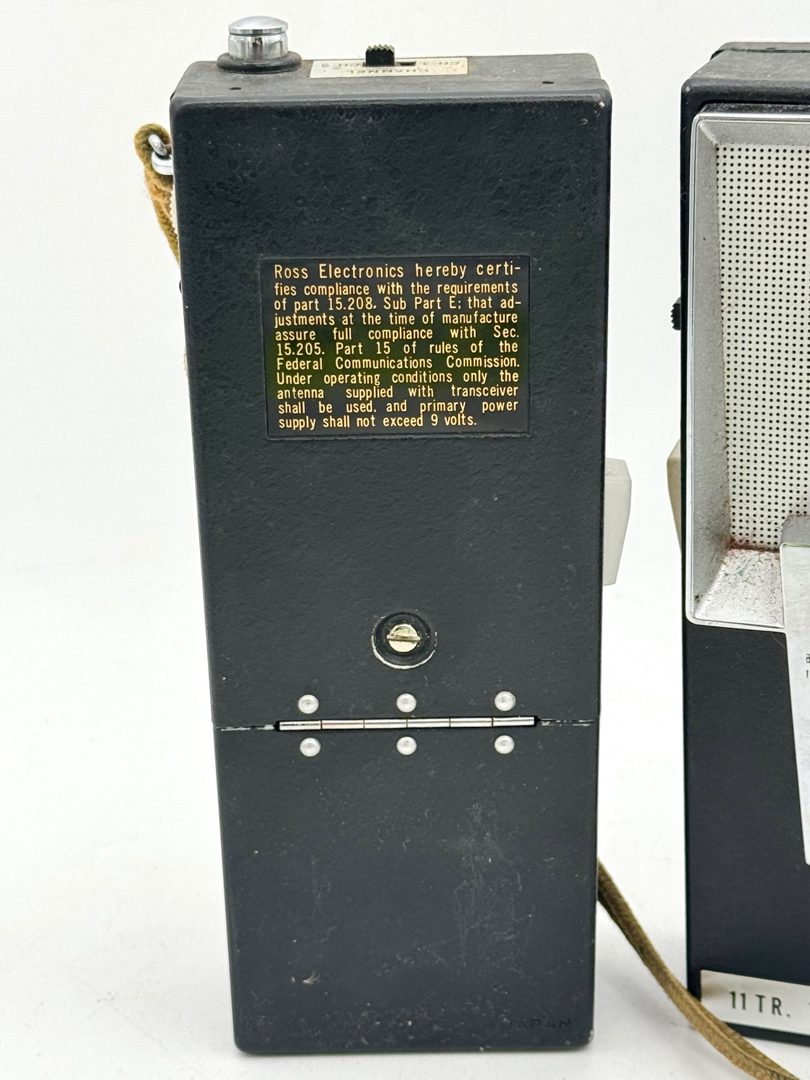 CHANNEL
Ross Electronics hereby certi-
fies compliance with the requirements
of part 15.208, Sub Part E; that ad-
justments at the time of manufacture
assure full compliance with Sec.
15.205. Part 15 of rules of the
Federal Communications Commission.
Under operating conditions only the
antenna supplied with transceiver
shall be used. and primary power
supply shall not exceed 9 volts.
JAPAN
11 TR.